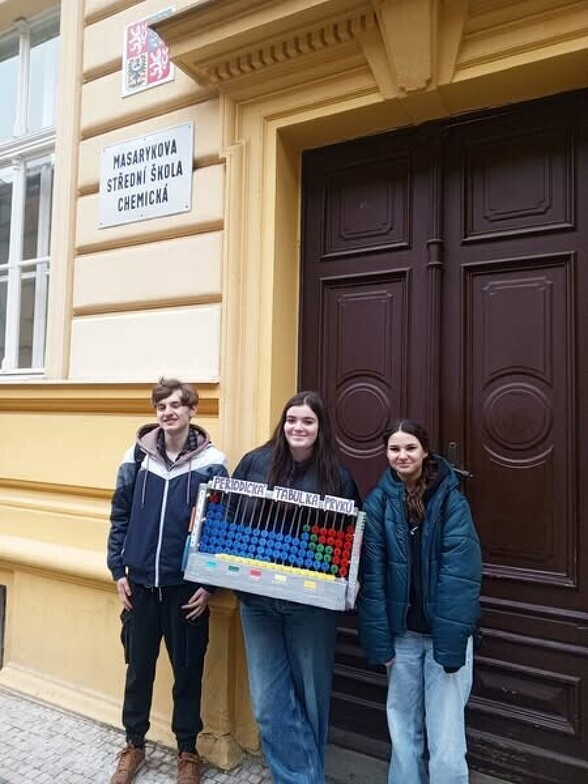 MASARYKOVA
STŘEDNÍ ŠKOLA
CHEMICKÁ
PERIODICKÁ TABULKA PRVKŮ